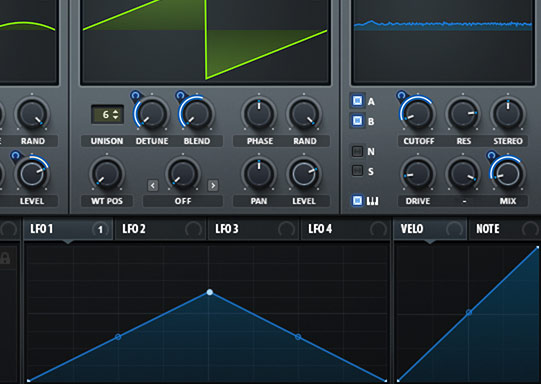 A
6
B
RAND UNISON DETUNE BLEND PHASE RAND CUTOFF RES STEREO
N
S
LEVEL WT POS OFF PAN LEVEL DRIVE - MIX
LFO 1 1 LFO 2 LFO 3 LFO 4 VELO NOTE